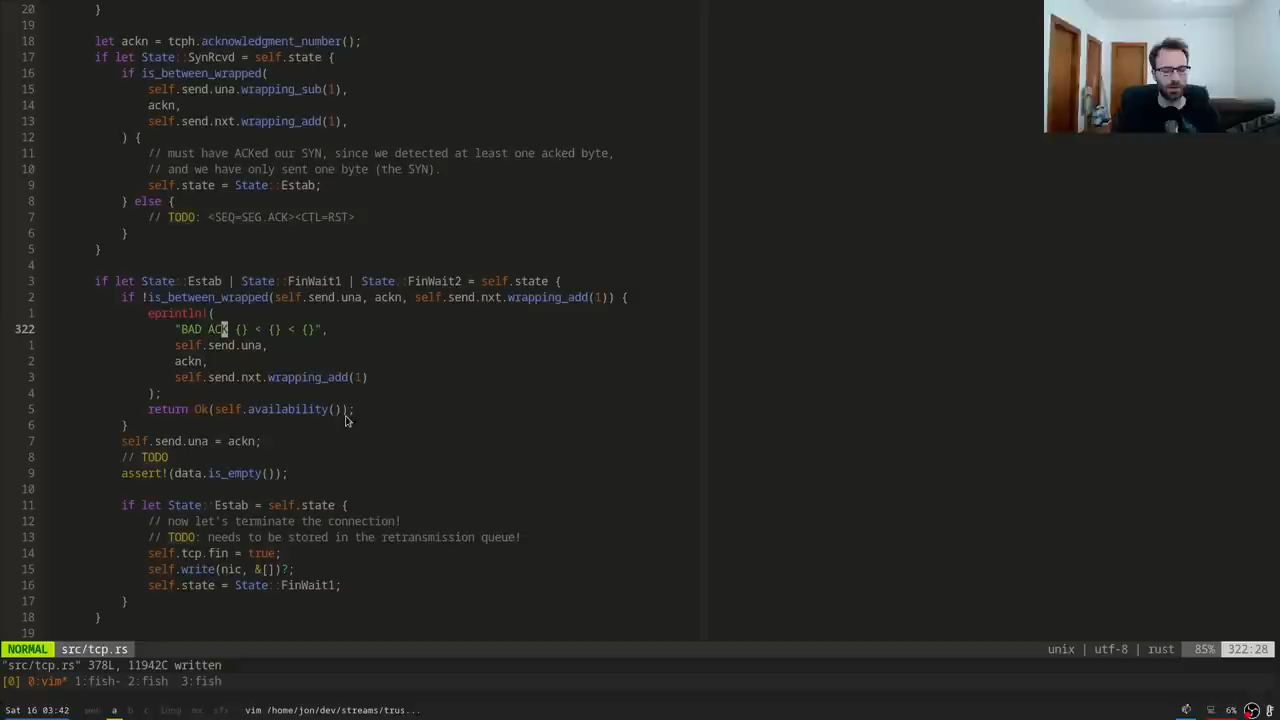 20         }
19
18         let ackn = tcph.acknowledgment_number();
17         if let State::SynRcvd = self.state {
16             if is_between_wrapped(
15                 self.send.una.wrapping_sub(1),
14                 ackn,
13                 self.send.nxt.wrapping_add(1),
12             ) {
11                 // must have ACKed our SYN, since we detected at least one acked byte,
10                 // and we have only sent one byte (the SYN).
9                 self.state = State::Estab;
8             } else {
7                 // TODO: <SEQ=SEG.ACK><CTL=RST>
6             }
5         }
4
3         if let State::Estab | State::FinWait1 | State::FinWait2 = self.state {
2             if !is_between_wrapped(self.send.una, ackn, self.send.nxt.wrapping_add(1)) {
1                 eprintln!(
322                     "BAD ACK {} < {} < {}",
1                     self.send.una,
2                     ackn,
3                     self.send.nxt.wrapping_add(1)
4                 );
5                 return Ok(self.availability());
6             }
7             self.send.una = ackn;
8             // TODO
9             assert!(data.is_empty());
10
11             if let State::Estab = self.state {
12                 // now let's terminate the connection!
13                 // TODO: needs to be stored in the retransmission queue!
14                 self.tcp.fin = true;
15                 self.write(nic, &[])?;
16                 self.state = State::FinWait1;
17             }
18         }
19
NORMAL src/tcp.rs unix | utf-8 | rust 85% 322:28
"src/tcp.rs" 378L, 11942C written
[0] 0:vim* 1:fish- 2:fish 3:fish
Sat 16 03:42 a b c vim /home/jon/dev/streams/trus... 6%